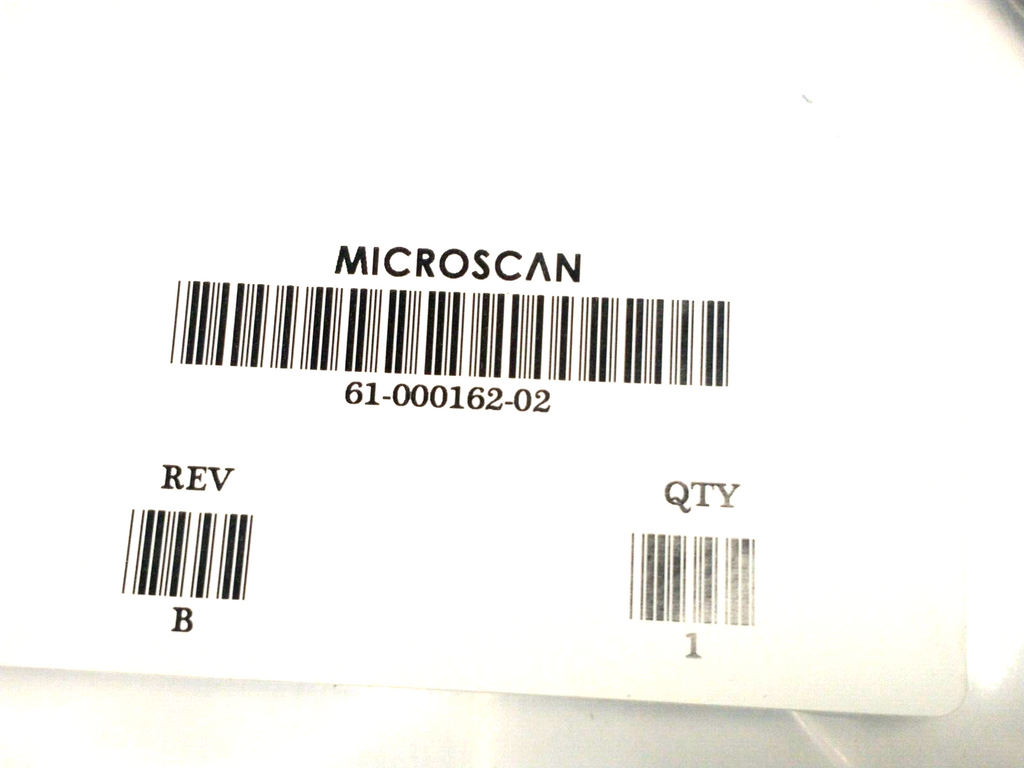 MICROSCAN
61-000162-02
REV
QTY
B
1